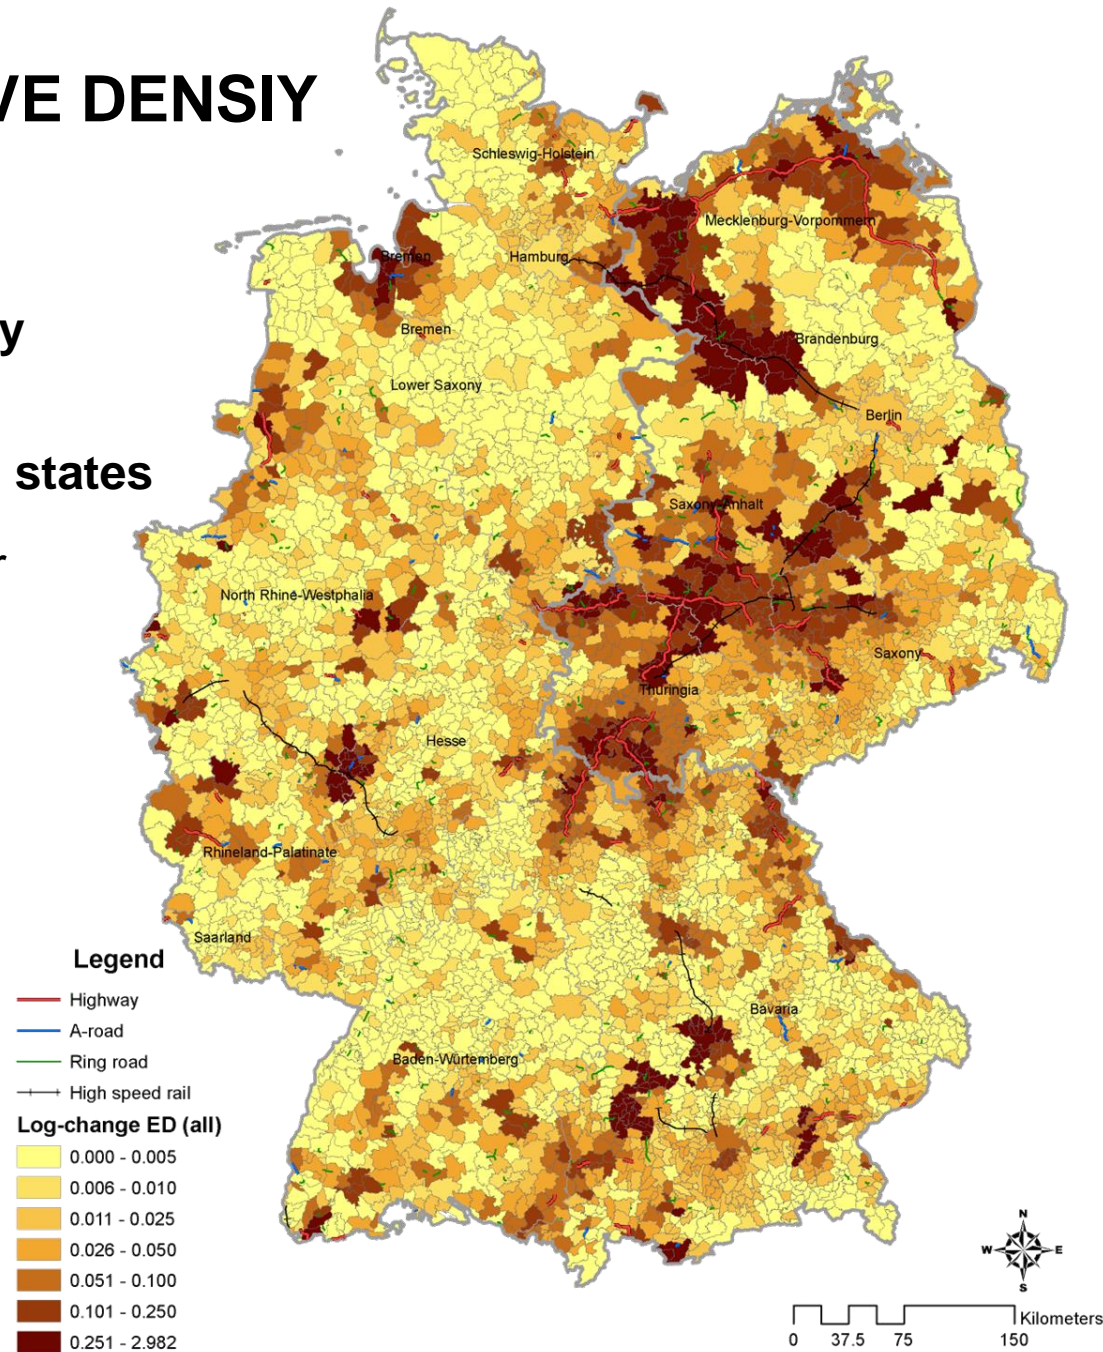 VE DENSIY
y
states
r
Schleswig-Holstein
Mecklenburg-Vorpommern
Bremen
Hamburg
Bremen
Brandenburg
Lower Saxony
Berlin
Saxony-Anhalt
North Rhine-Westphalia
Saxony
Thuringia
Hesse
Rhineland-Palatinate
Saarland
Bavaria
Baden-Würtemberg
Legend
Highway
A-road
Ring road
High speed rail
Log-change ED (all)
0.000 - 0.005
0.006 - 0.010
0.011 - 0.025
0.026 - 0.050
0.051 - 0.100
0.101 - 0.250
0.251 - 2.982
N
W E
S
Kilometers
0 37.5 75 150